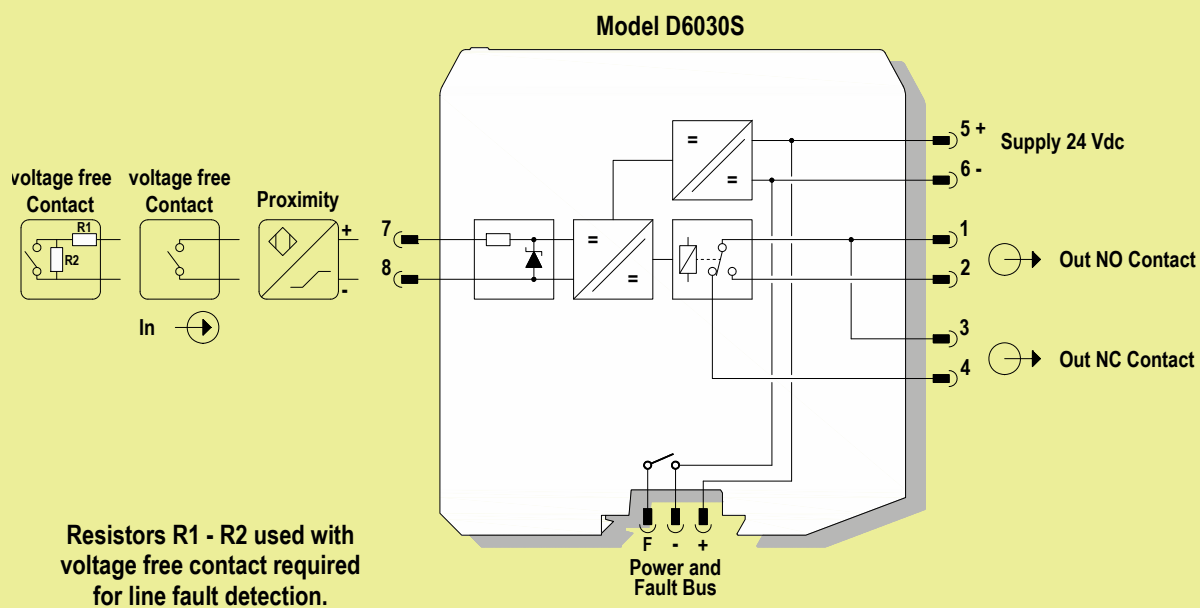 Model D6030S
voltage free
Contact
voltage free
Contact
Proximity
R1
R2
+
-
In
7
8
=
=
=
=
5 +
Supply 24 Vdc
6 -
1
2
Out NO Contact
3
4
Out NC Contact
F - +
Power and
Fault Bus
Resistors R1 - R2 used with
voltage free contact required
for line fault detection.